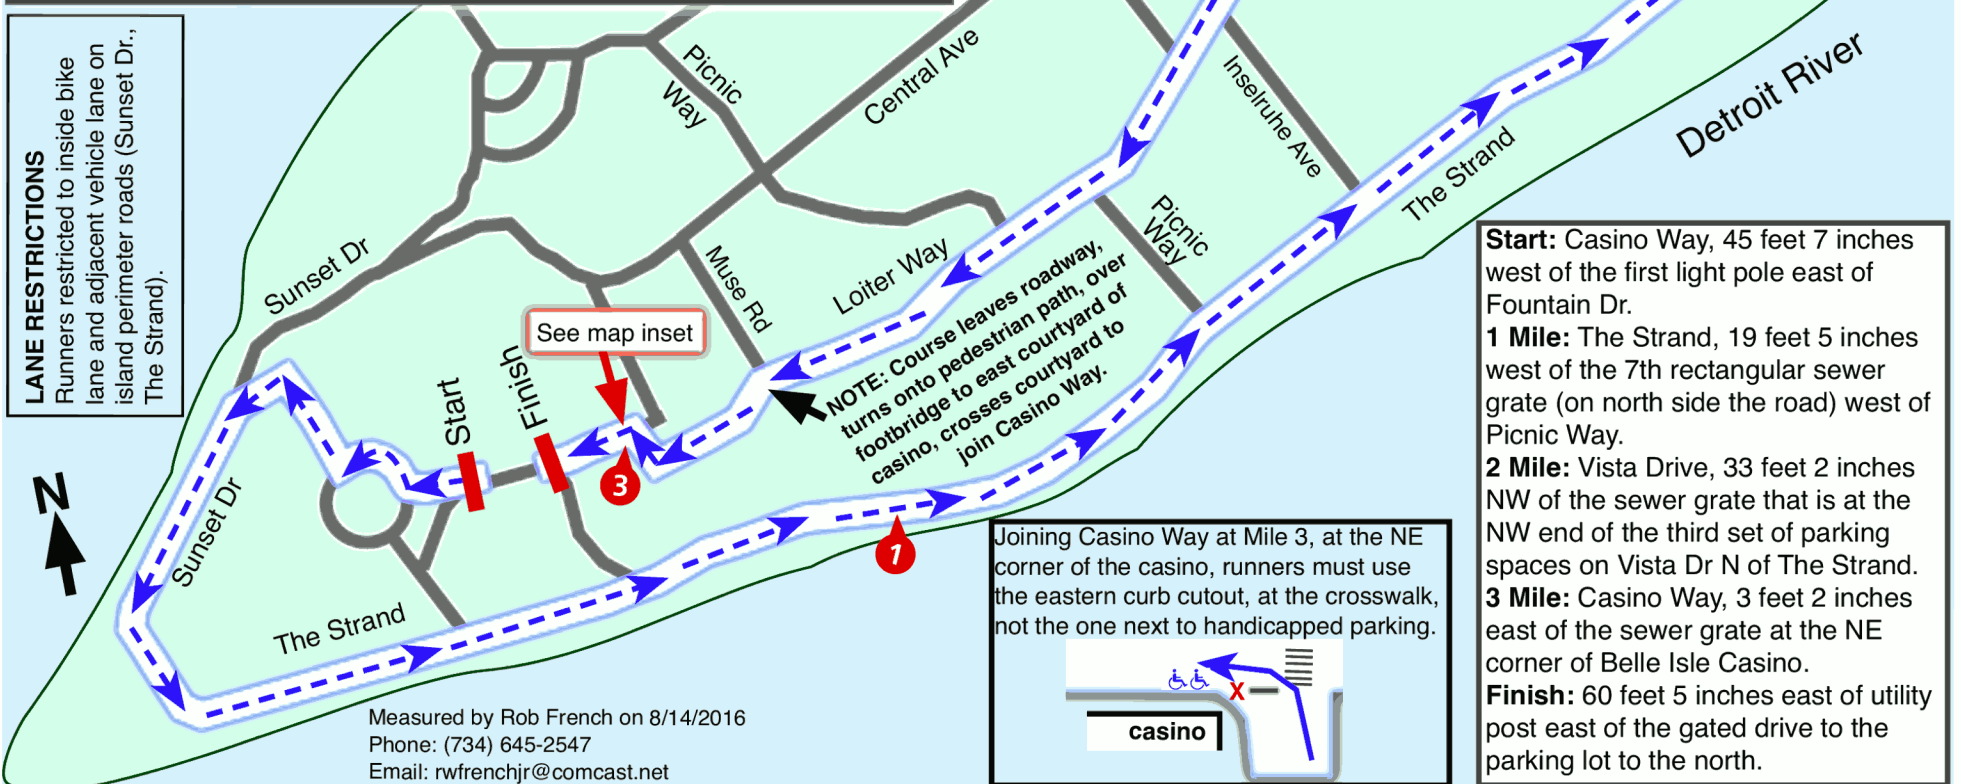 LANE RESTRICTIONS
Runners restricted to inside bike
lane and adjacent vehicle lane on
island perimeter roads (Sunset Dr.,
The Strand).
Picnic
Way
Central Ave
Inselruhe Ave
Detroit River
The Strand
Picnic
Way
Sunset Dr
Muse Rd
Loiter Way
See map inset
NOTE: Course leaves roadway,
turns onto pedestrian path, over
footbridge to east courtyard of
casino, crosses courtyard to
join Casino Way.
Start
Finish
3
1
N
Sunset Dr
The Strand
Measured by Rob French on 8/14/2016
Phone: (734) 645-2547
Email: rwfrenchjr@comcast.net
Joining Casino Way at Mile 3, at the NE
corner of the casino, runners must use
the eastern curb cutout, at the crosswalk,
not the one next to handicapped parking.
X
casino
Start: Casino Way, 45 feet 7 inches
west of the first light pole east of
Fountain Dr.
1 Mile: The Strand, 19 feet 5 inches
west of the 7th rectangular sewer
grate (on north side the road) west of
Picnic Way.
2 Mile: Vista Drive, 33 feet 2 inches
NW of the sewer grate that is at the
NW end of the third set of parking
spaces on Vista Dr N of The Strand.
3 Mile: Casino Way, 3 feet 2 inches
east of the sewer grate at the NE
corner of Belle Isle Casino.
Finish: 60 feet 5 inches east of utility
post east of the gated drive to the
parking lot to the north.